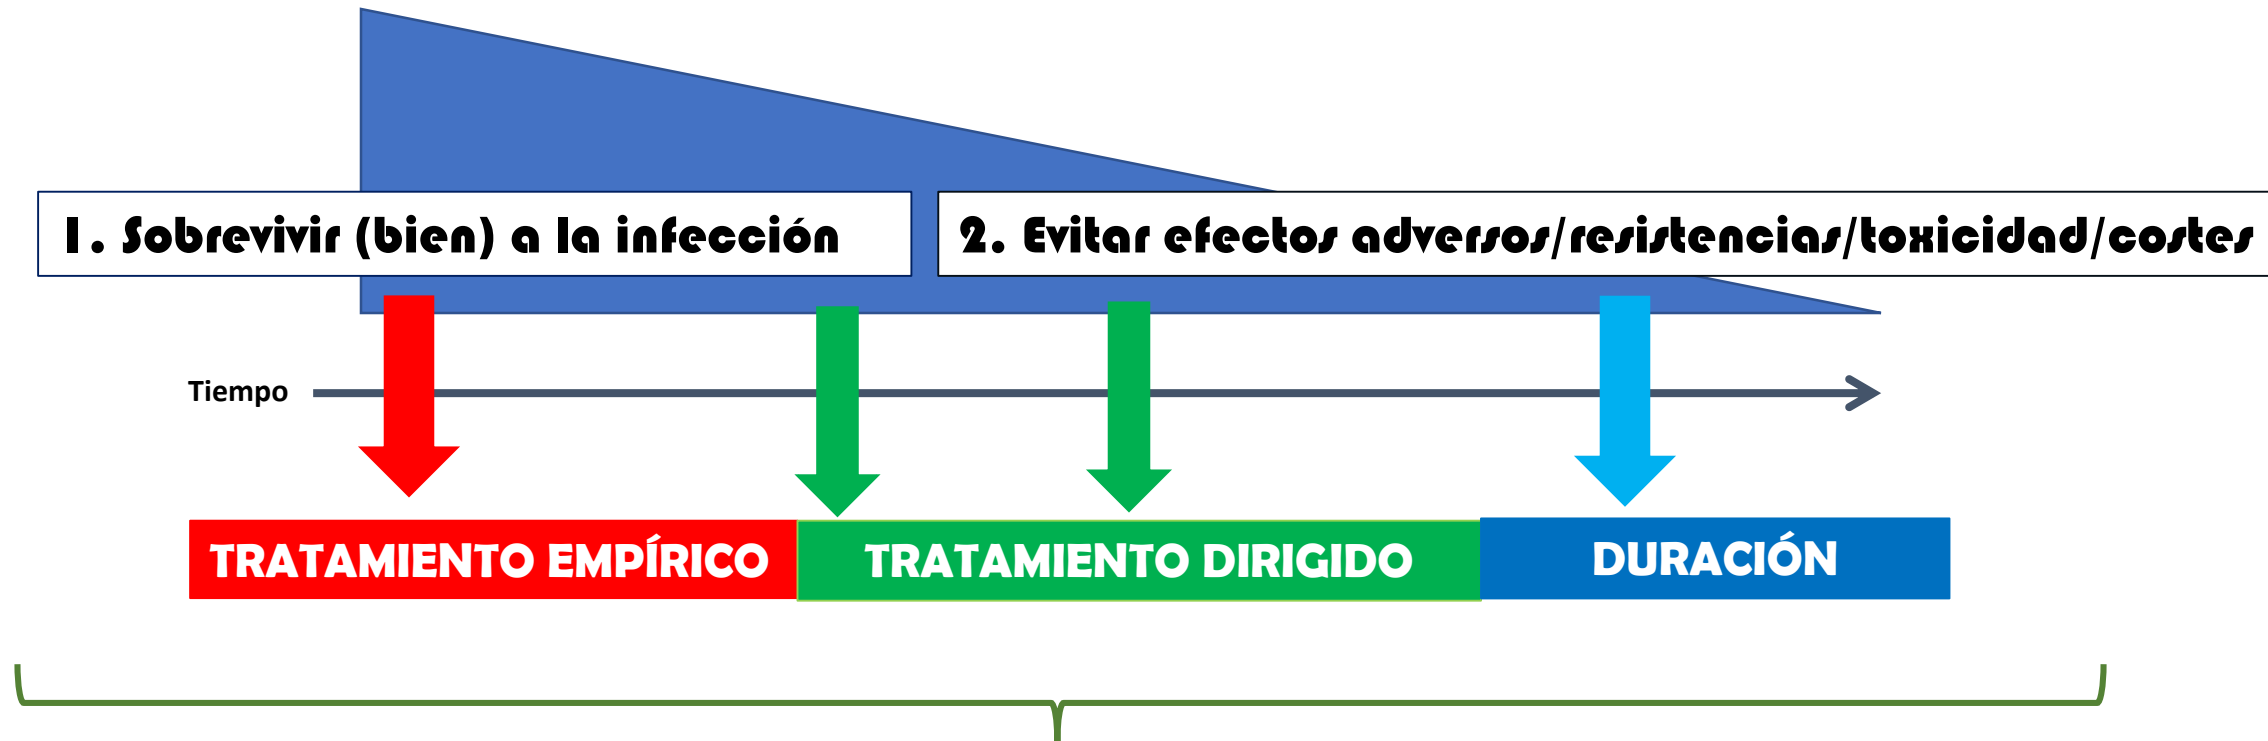 1. Sobrevivir (bien) a la infección
2. Evitar efectos adversos/resistencias/toxicidad/costes
Tiempo
TRATAMIENTO EMPÍRICO
TRATAMIENTO DIRIGIDO
DURACIÓN